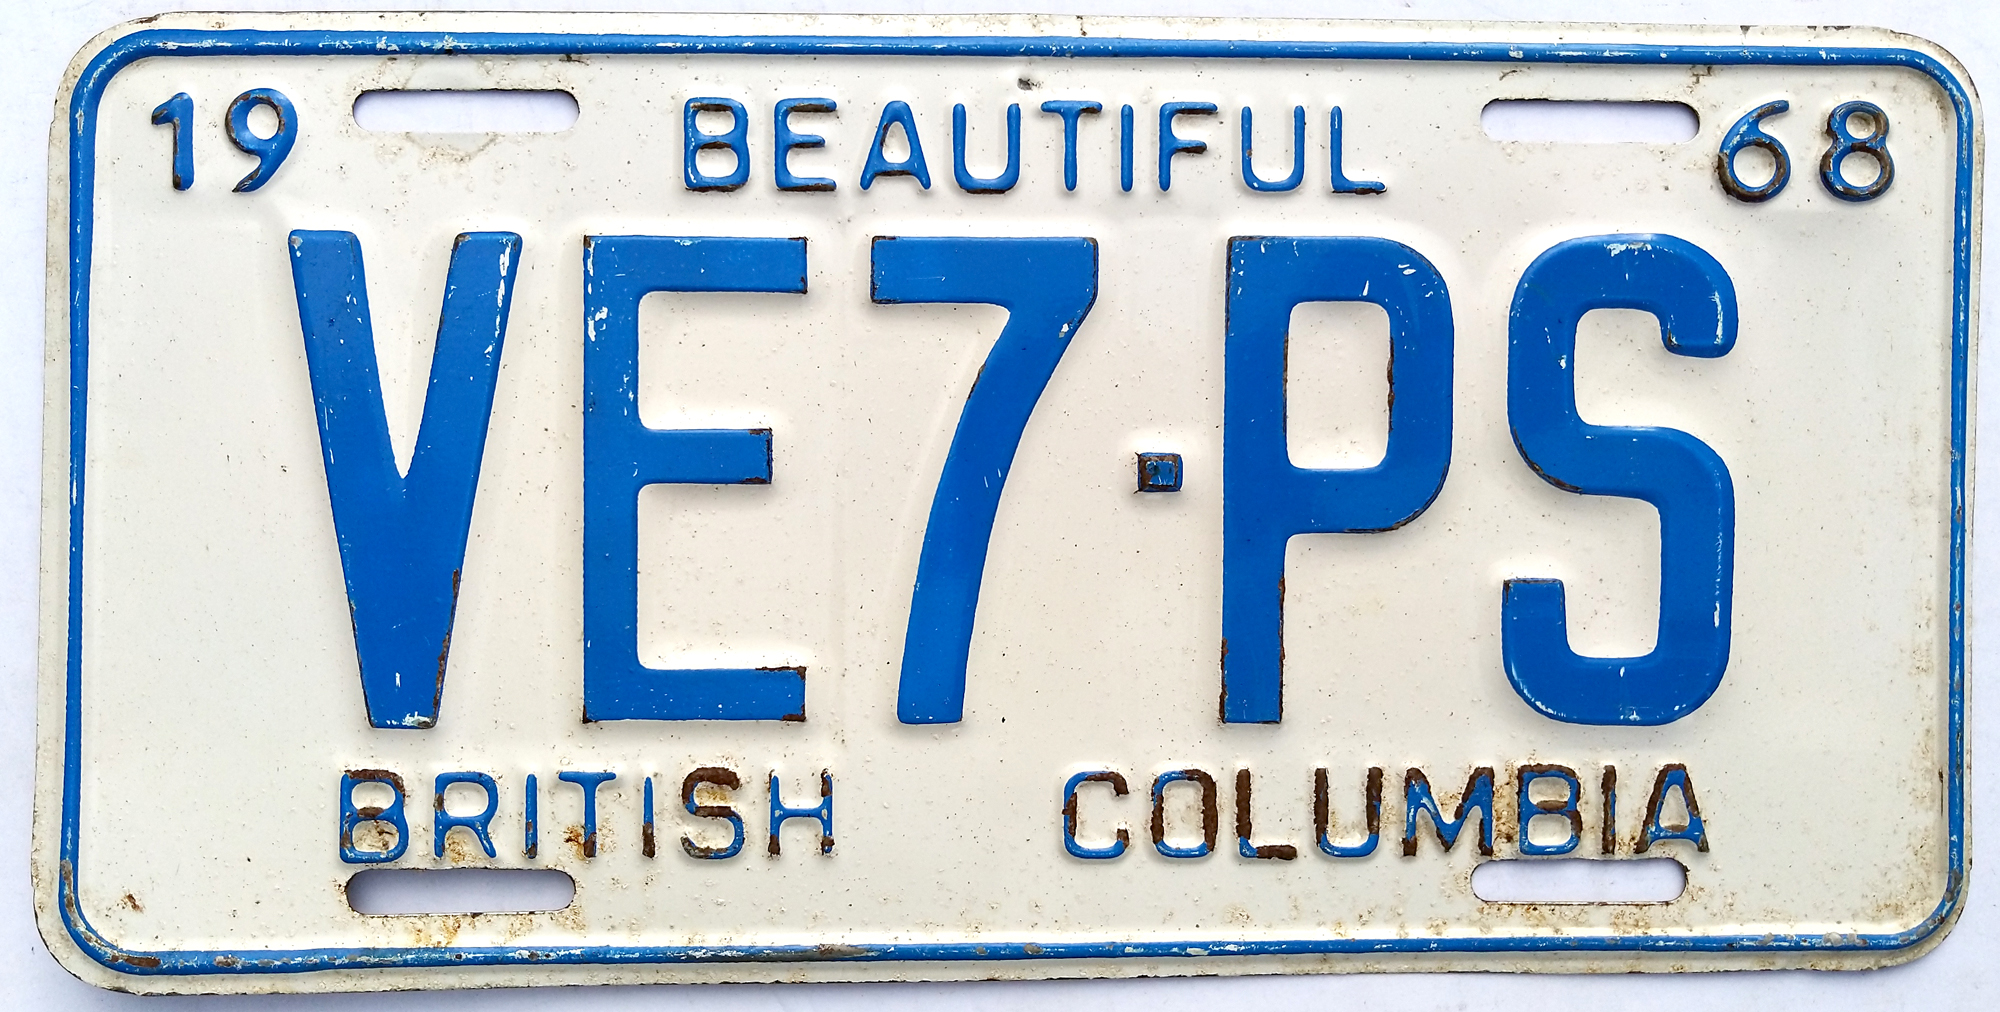 19 BEAUTIFUL 68
VE7·PS
BRITISH COLUMBIA